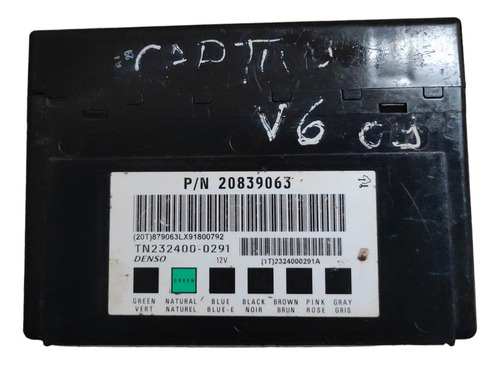 V6
P/N 20839063
(20T)879063LX91800792
TN232400-0291
DENSO 12V (1T)2324000291A
GREEN
GREEN NATURAL BLUE BLACK BROWN PINK GRAY
VERT NATUREL BLUE-E NOIR BRUN ROSE GRIS